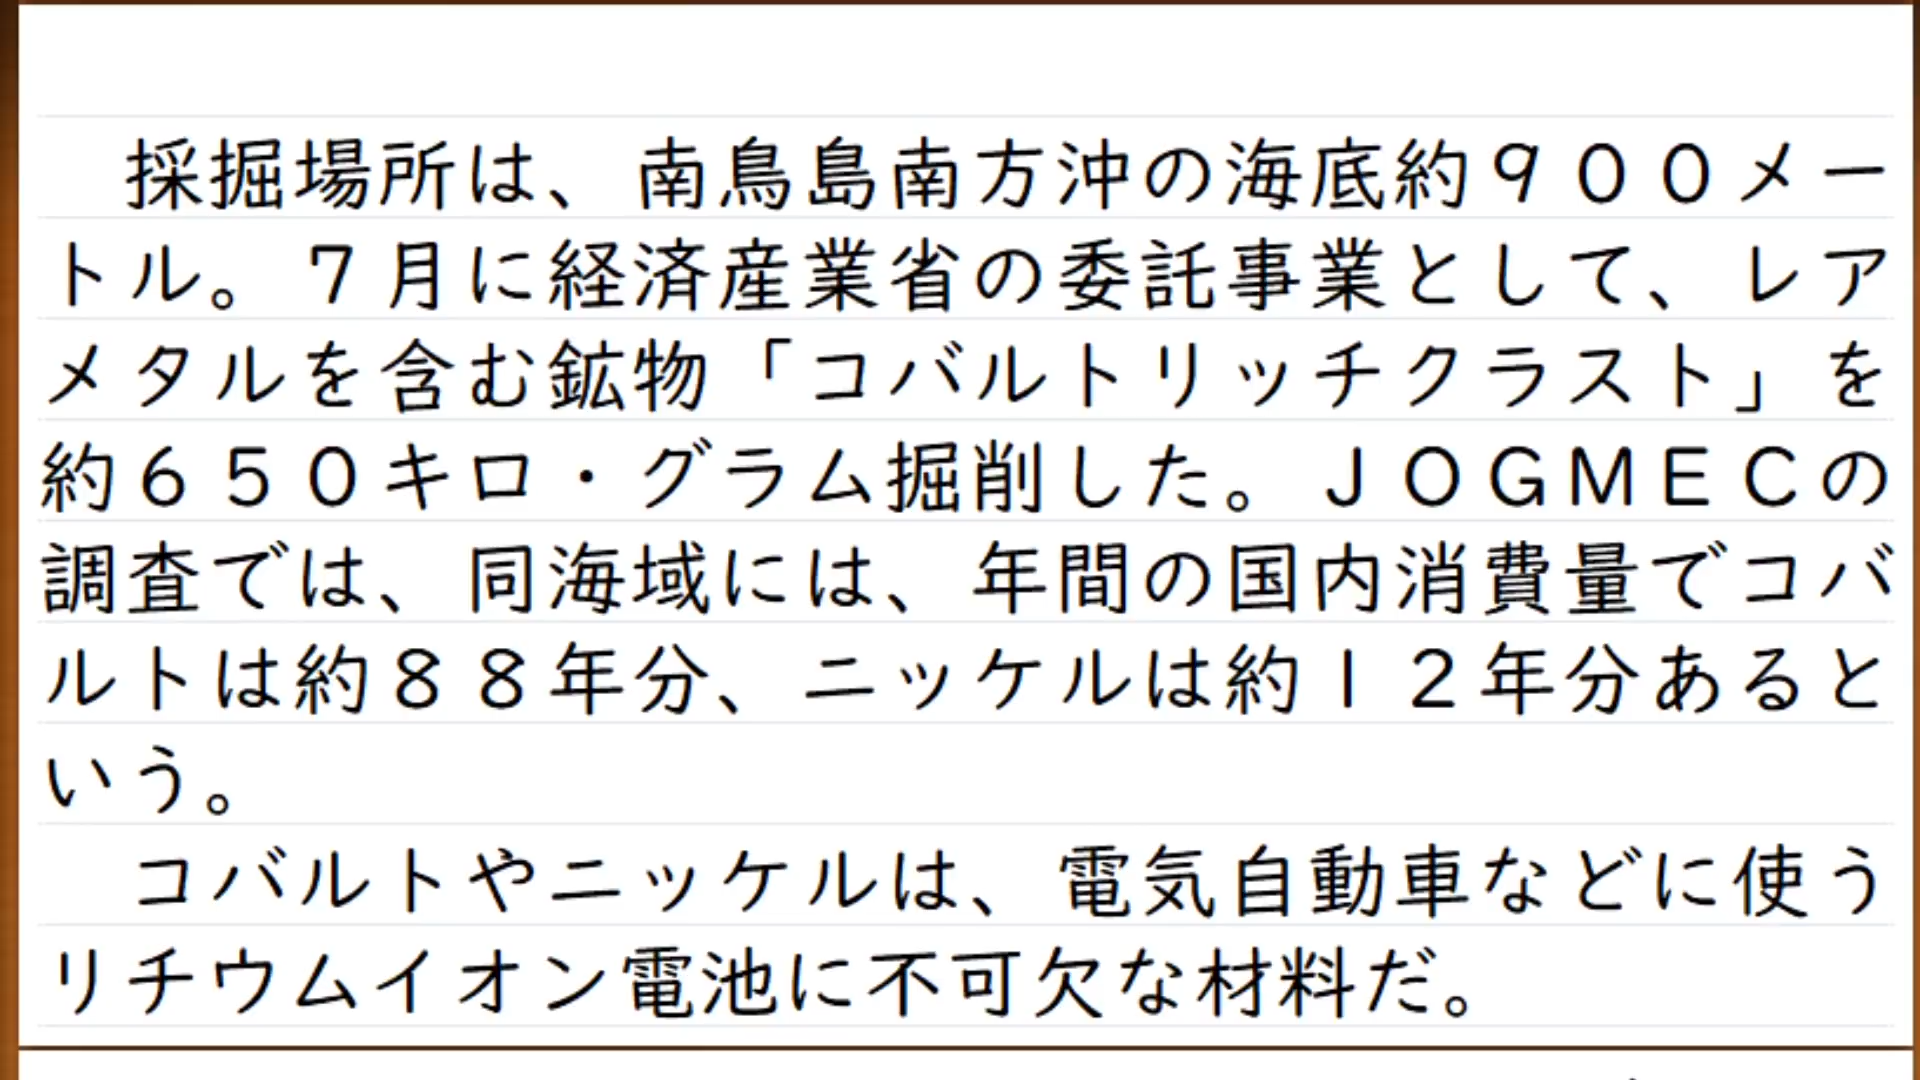 採掘場所は、南鳥島南方沖の海底約９００メー
トル。７月に経済産業省の委託事業として、レア
メタルを含む鉱物「コバルトリッチクラスト」を
約６５０キロ・グラム掘削した。ＪＯＧＭＥＣの
調査では、同海域には、年間の国内消費量でコバ
ルトは約８８年分、ニッケルは約１２年分あると
いう。
コバルトやニッケルは、電気自動車などに使う
リチウムイオン電池に不可欠な材料だ。